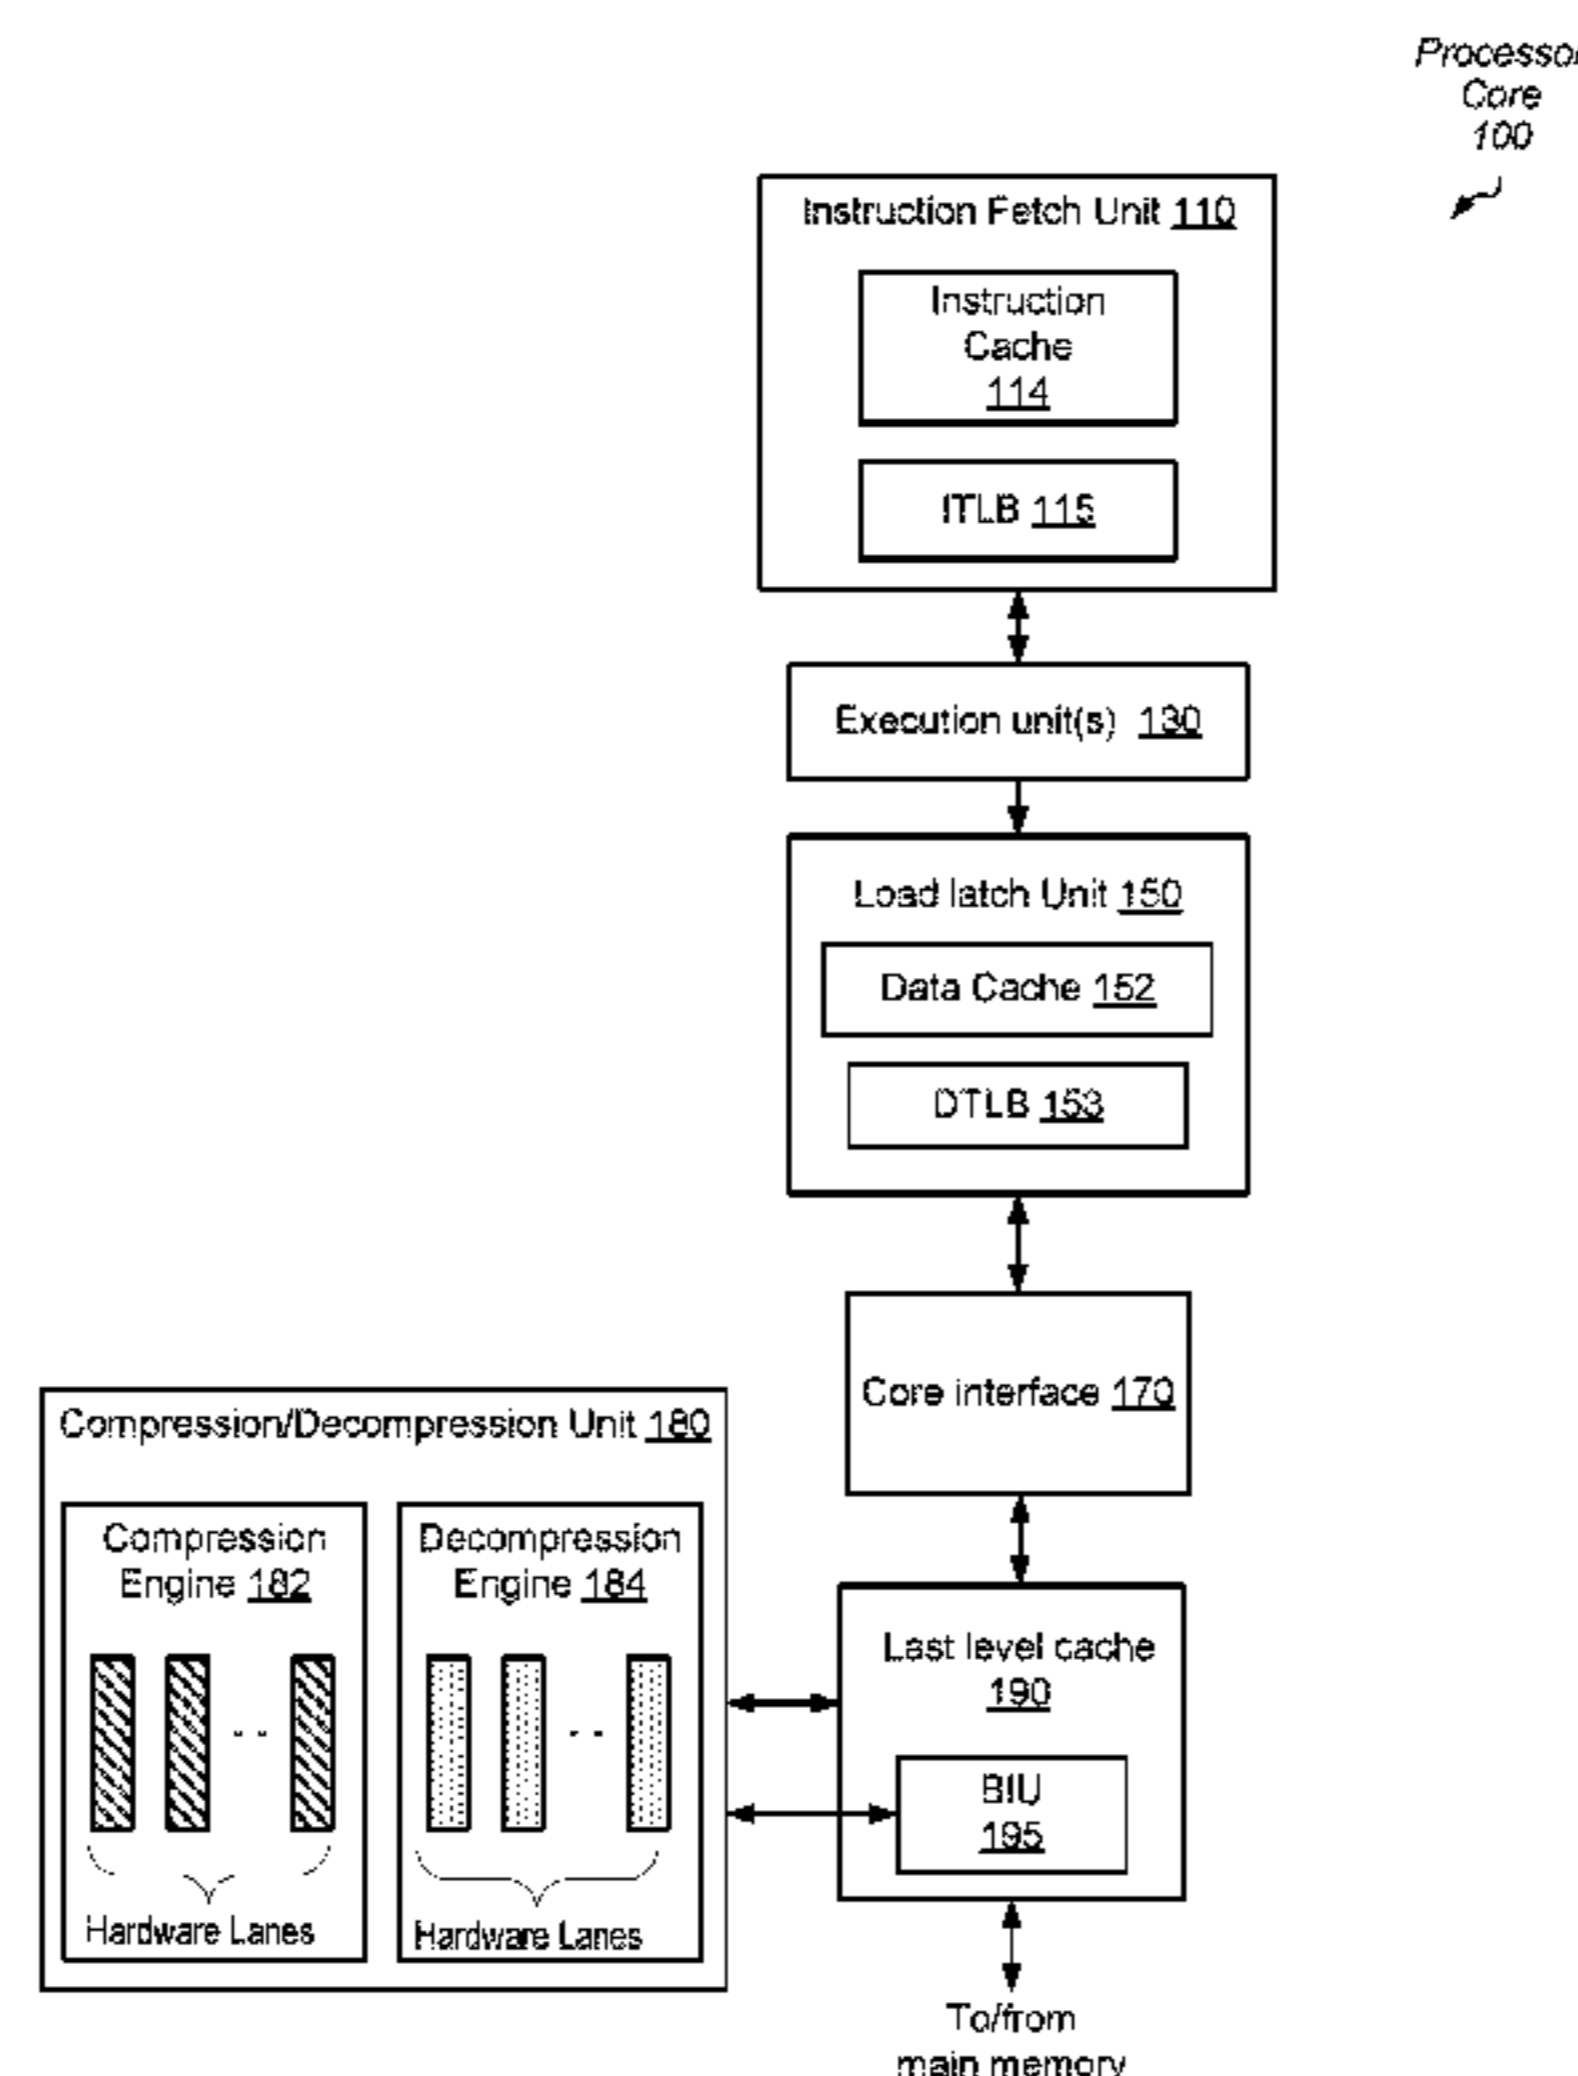 Processor
Core
100
Instruction Fetch Unit 110
Instruction
Cache
114
ITLB 115
Execution unit(s) 130
Load latch Unit 150
Data Cache 152
DTLB 153
Core interface 170
Compression/Decompression Unit 180
Compression
Engine 182
Decompression
Engine 184
Hardware Lanes
Hardware Lanes
Last level cache
190
BIU
195
To/from
main memory